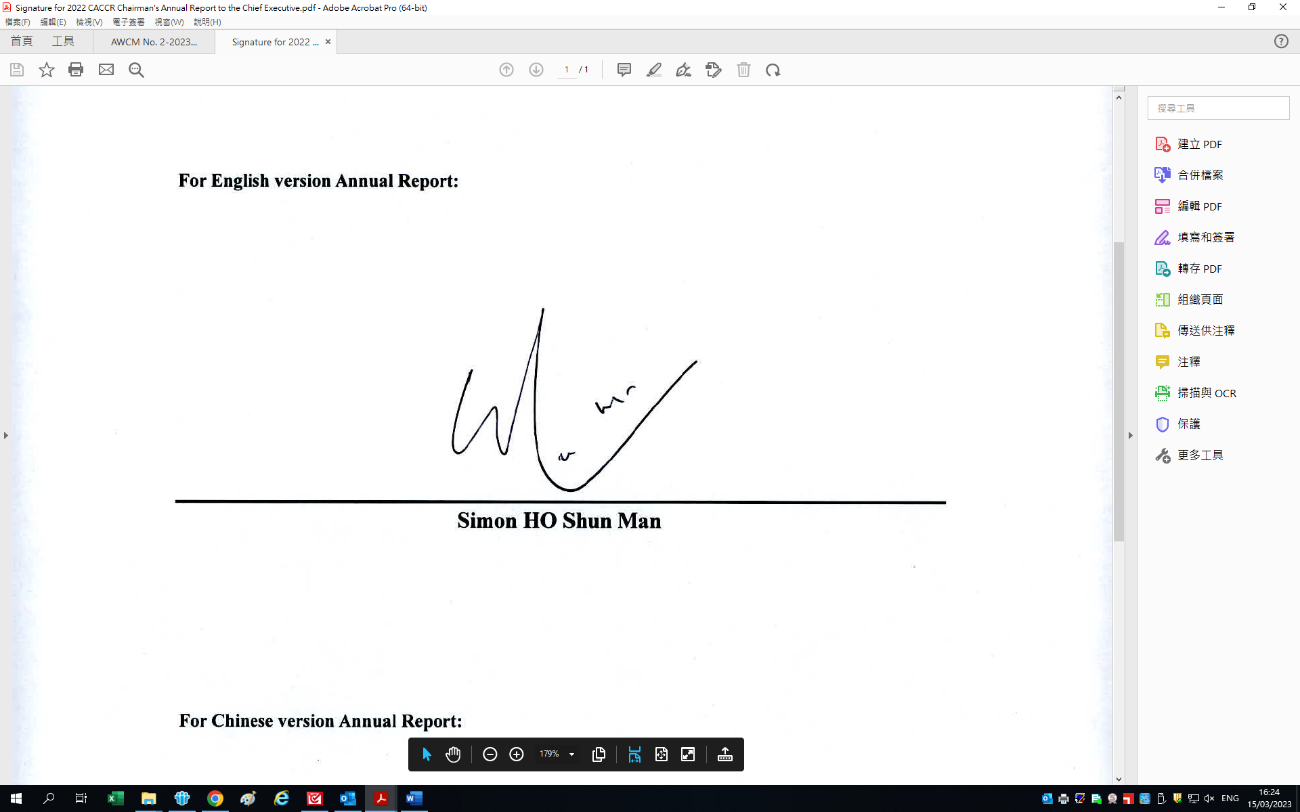 Signature for 2022 CACCR Chairman's Annual Report to the Chief Executive.pdf - Adobe Acrobat Pro (64-bit)
檔案(F) 編輯(E) 檢視(V) 電子簽署 視窗(W) 說明(H)
首頁 工具 AWCM No. 2-2023... Signature for 2022 ... ×
1 / 1
搜尋工具
For English version Annual Report:
建立 PDF
合併檔案
編輯 PDF
填寫和簽署
轉存 PDF
組織頁面
傳送供注釋
注釋
掃描與 OCR
保護
更多工具
Simon HO Shun Man
For Chinese version Annual Report:
179%
ENG
16:24
15/03/2023